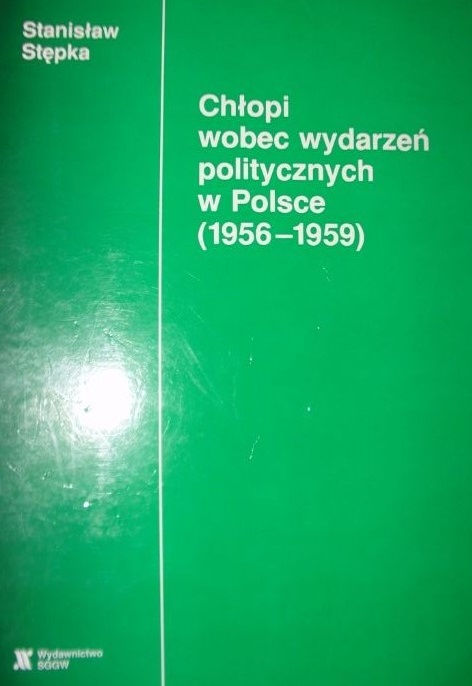 Stanisław
Stępka
Chłopi
wobec wydarzeń
politycznych
w Polsce
(1956–1959)
Wydawnictwo
SGGW